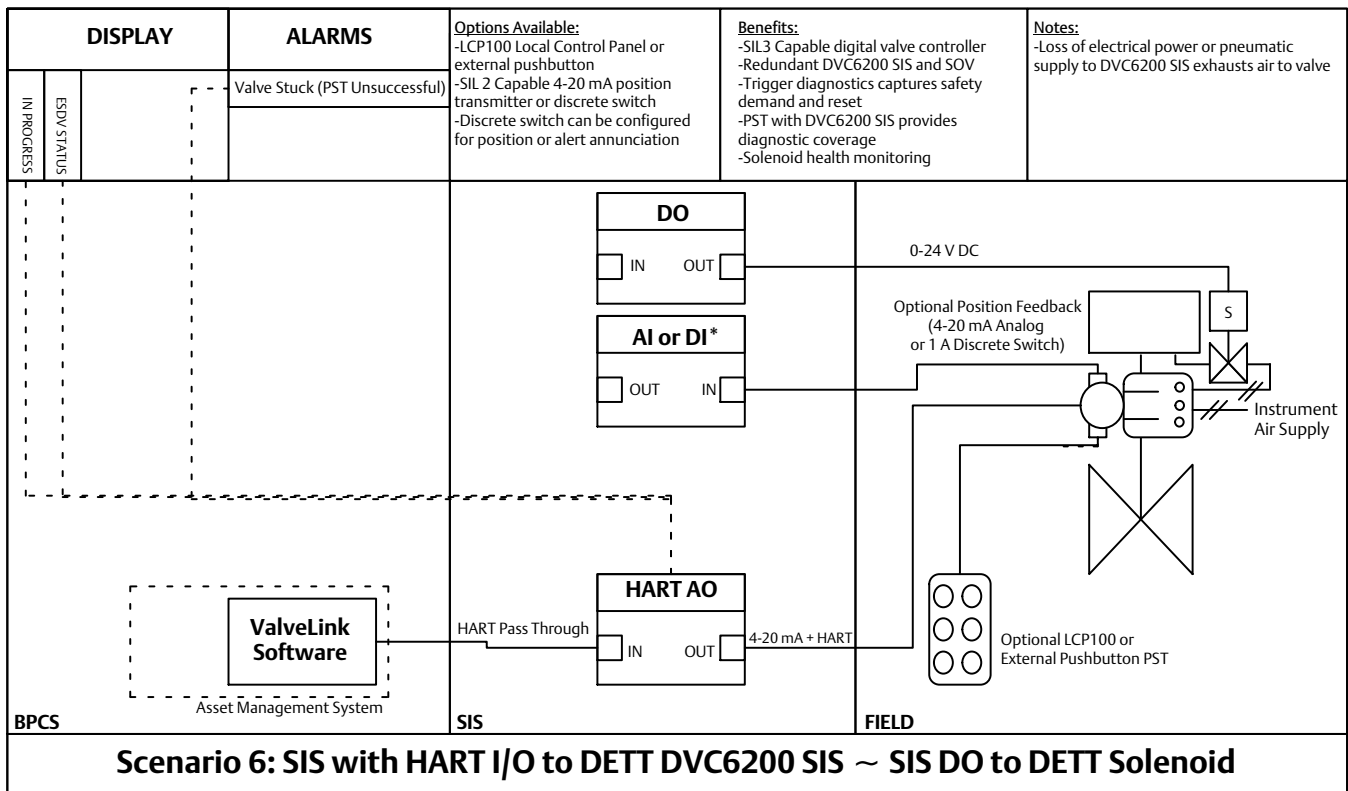 DISPLAY
ALARMS
IN PROGRESS
ESDV STATUS
Valve Stuck (PST Unsuccessful)
Options Available:
-LCP100 Local Control Panel or
external pushbutton
-SIL 2 Capable 4-20 mA position
transmitter or discrete switch
-Discrete switch can be configured
for position or alert annunciation
Benefits:
-SIL3 Capable digital valve controller
-Redundant DVC6200 SIS and SOV
-Trigger diagnostics captures safety
demand and reset
-PST with DVC6200 SIS provides
diagnostic coverage
-Solenoid health monitoring
Notes:
-Loss of electrical power or pneumatic
supply to DVC6200 SIS exhausts air to valve
DO
IN OUT
0-24 V DC
AI or DI*
OUT IN
Optional Position Feedback
(4-20 mA Analog
or 1 A Discrete Switch)
S
Instrument
Air Supply
HART AO
IN OUT
HART Pass Through
4-20 mA + HART
ValveLink
Software
Asset Management System
Optional LCP100 or
External Pushbutton PST
BPCS
SIS
FIELD
Scenario 6: SIS with HART I/O to DETT DVC6200 SIS ~ SIS DO to DETT Solenoid